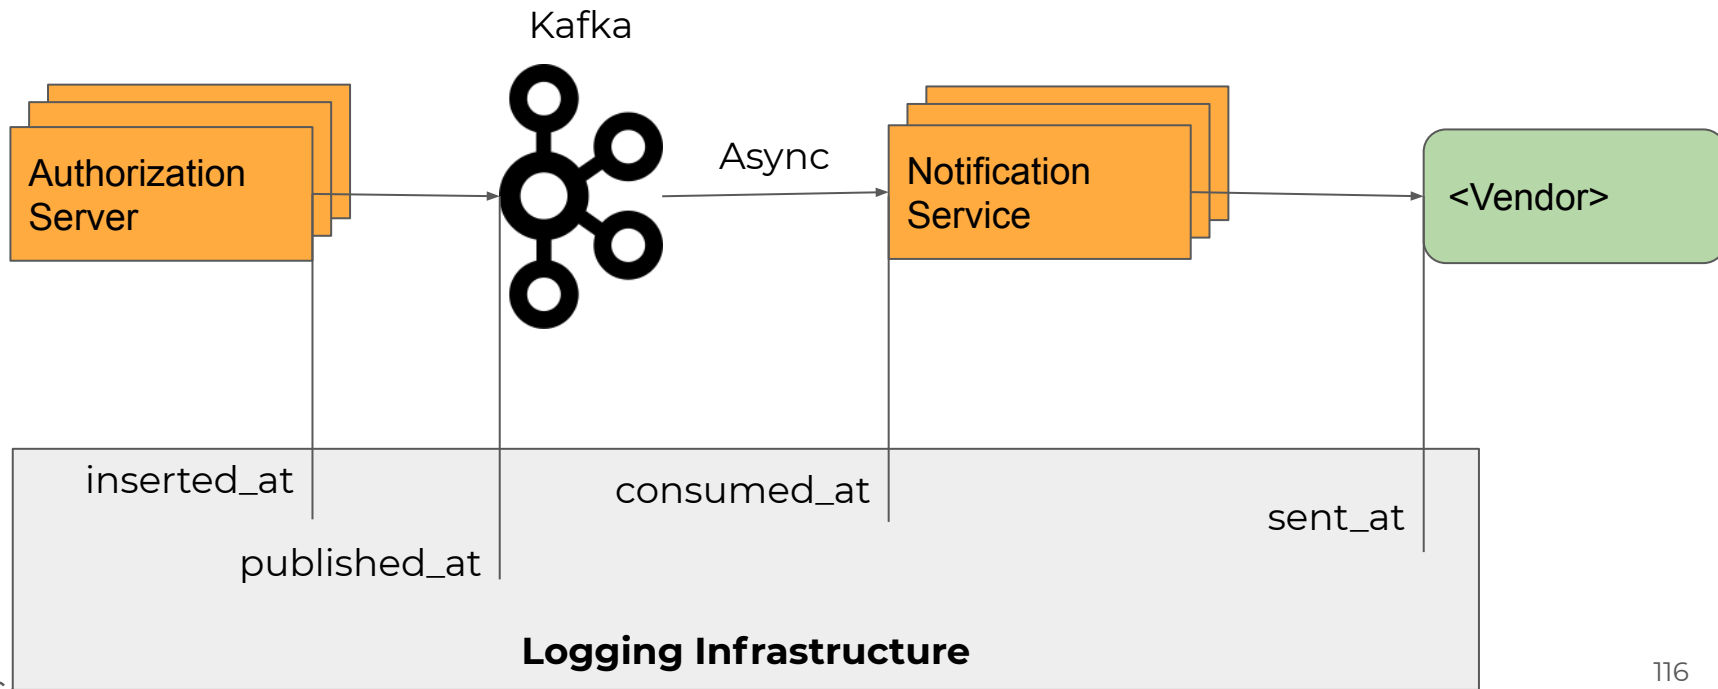 Kafka
Authorization
Server
Async
Notification
Service
<Vendor>
inserted_at
published_at
consumed_at
sent_at
Logging Infrastructure
116